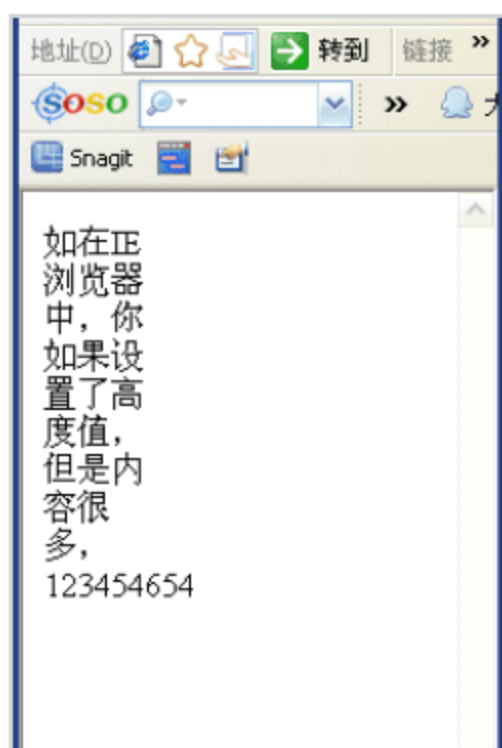 地址(D) 转到 链接 »
SOSO »
Snagit
如在IE
浏览器
中，你
如果设
置了高
度值，
但是内
容很
多，
123454654